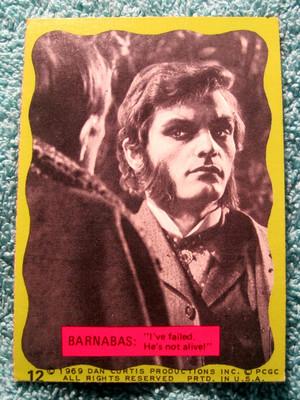 BARNABAS: "I've failed.
He's not alive!"
12 © 1969 DAN CURTIS PRODUCTIONS INC. © PCGC
ALL RIGHTS RESERVED PRTD. IN U.S.A.